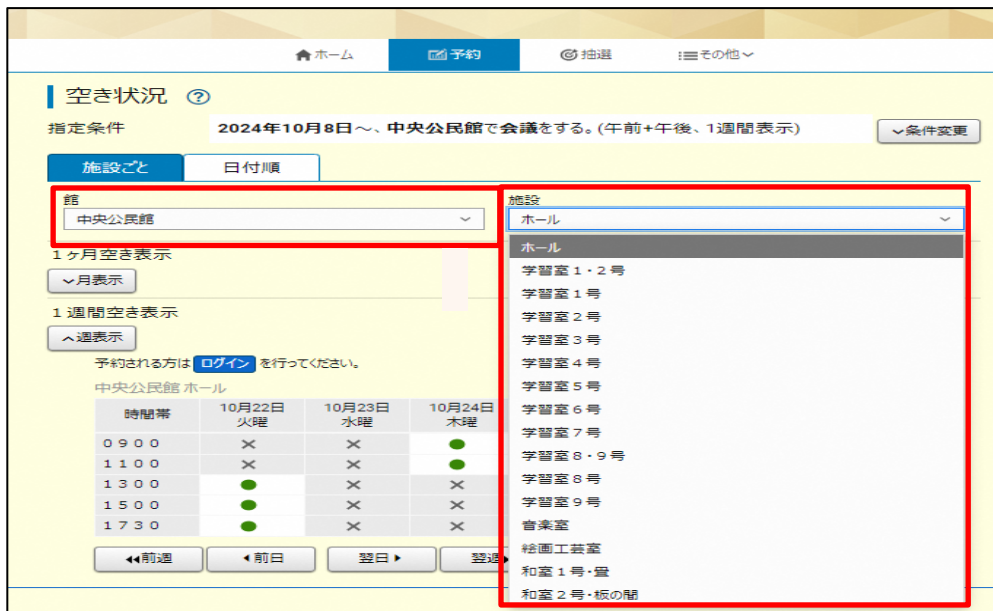 ホーム 予約 抽選 その他
空き状況 ?
指定条件 2024年10月8日~、中央公民館で会議をする。(午前+午後、1週間表示) 条件変更
施設ごと 日付順
館 施設
中央公民館 ホール
ホール
学習室1・2号
学習室1号
学習室2号
学習室3号
学習室4号
学習室5号
学習室6号
学習室7号
学習室8・9号
学習室8号
学習室9号
音楽室
絵画工芸室
和室1号・畳
和室2号・板の間
1ヶ月空き表示
月表示
1週間空き表示
週表示
予約される方は ログイン を行ってください。
中央公民館 ホール
時間帯 10月22日 火曜 10月23日 水曜 10月24日 木曜
0900 × × ●
1100 × × ●
1300 ● × ×
1500 ● × ×
1730 ● × ×
前週 前日 翌日 翌週